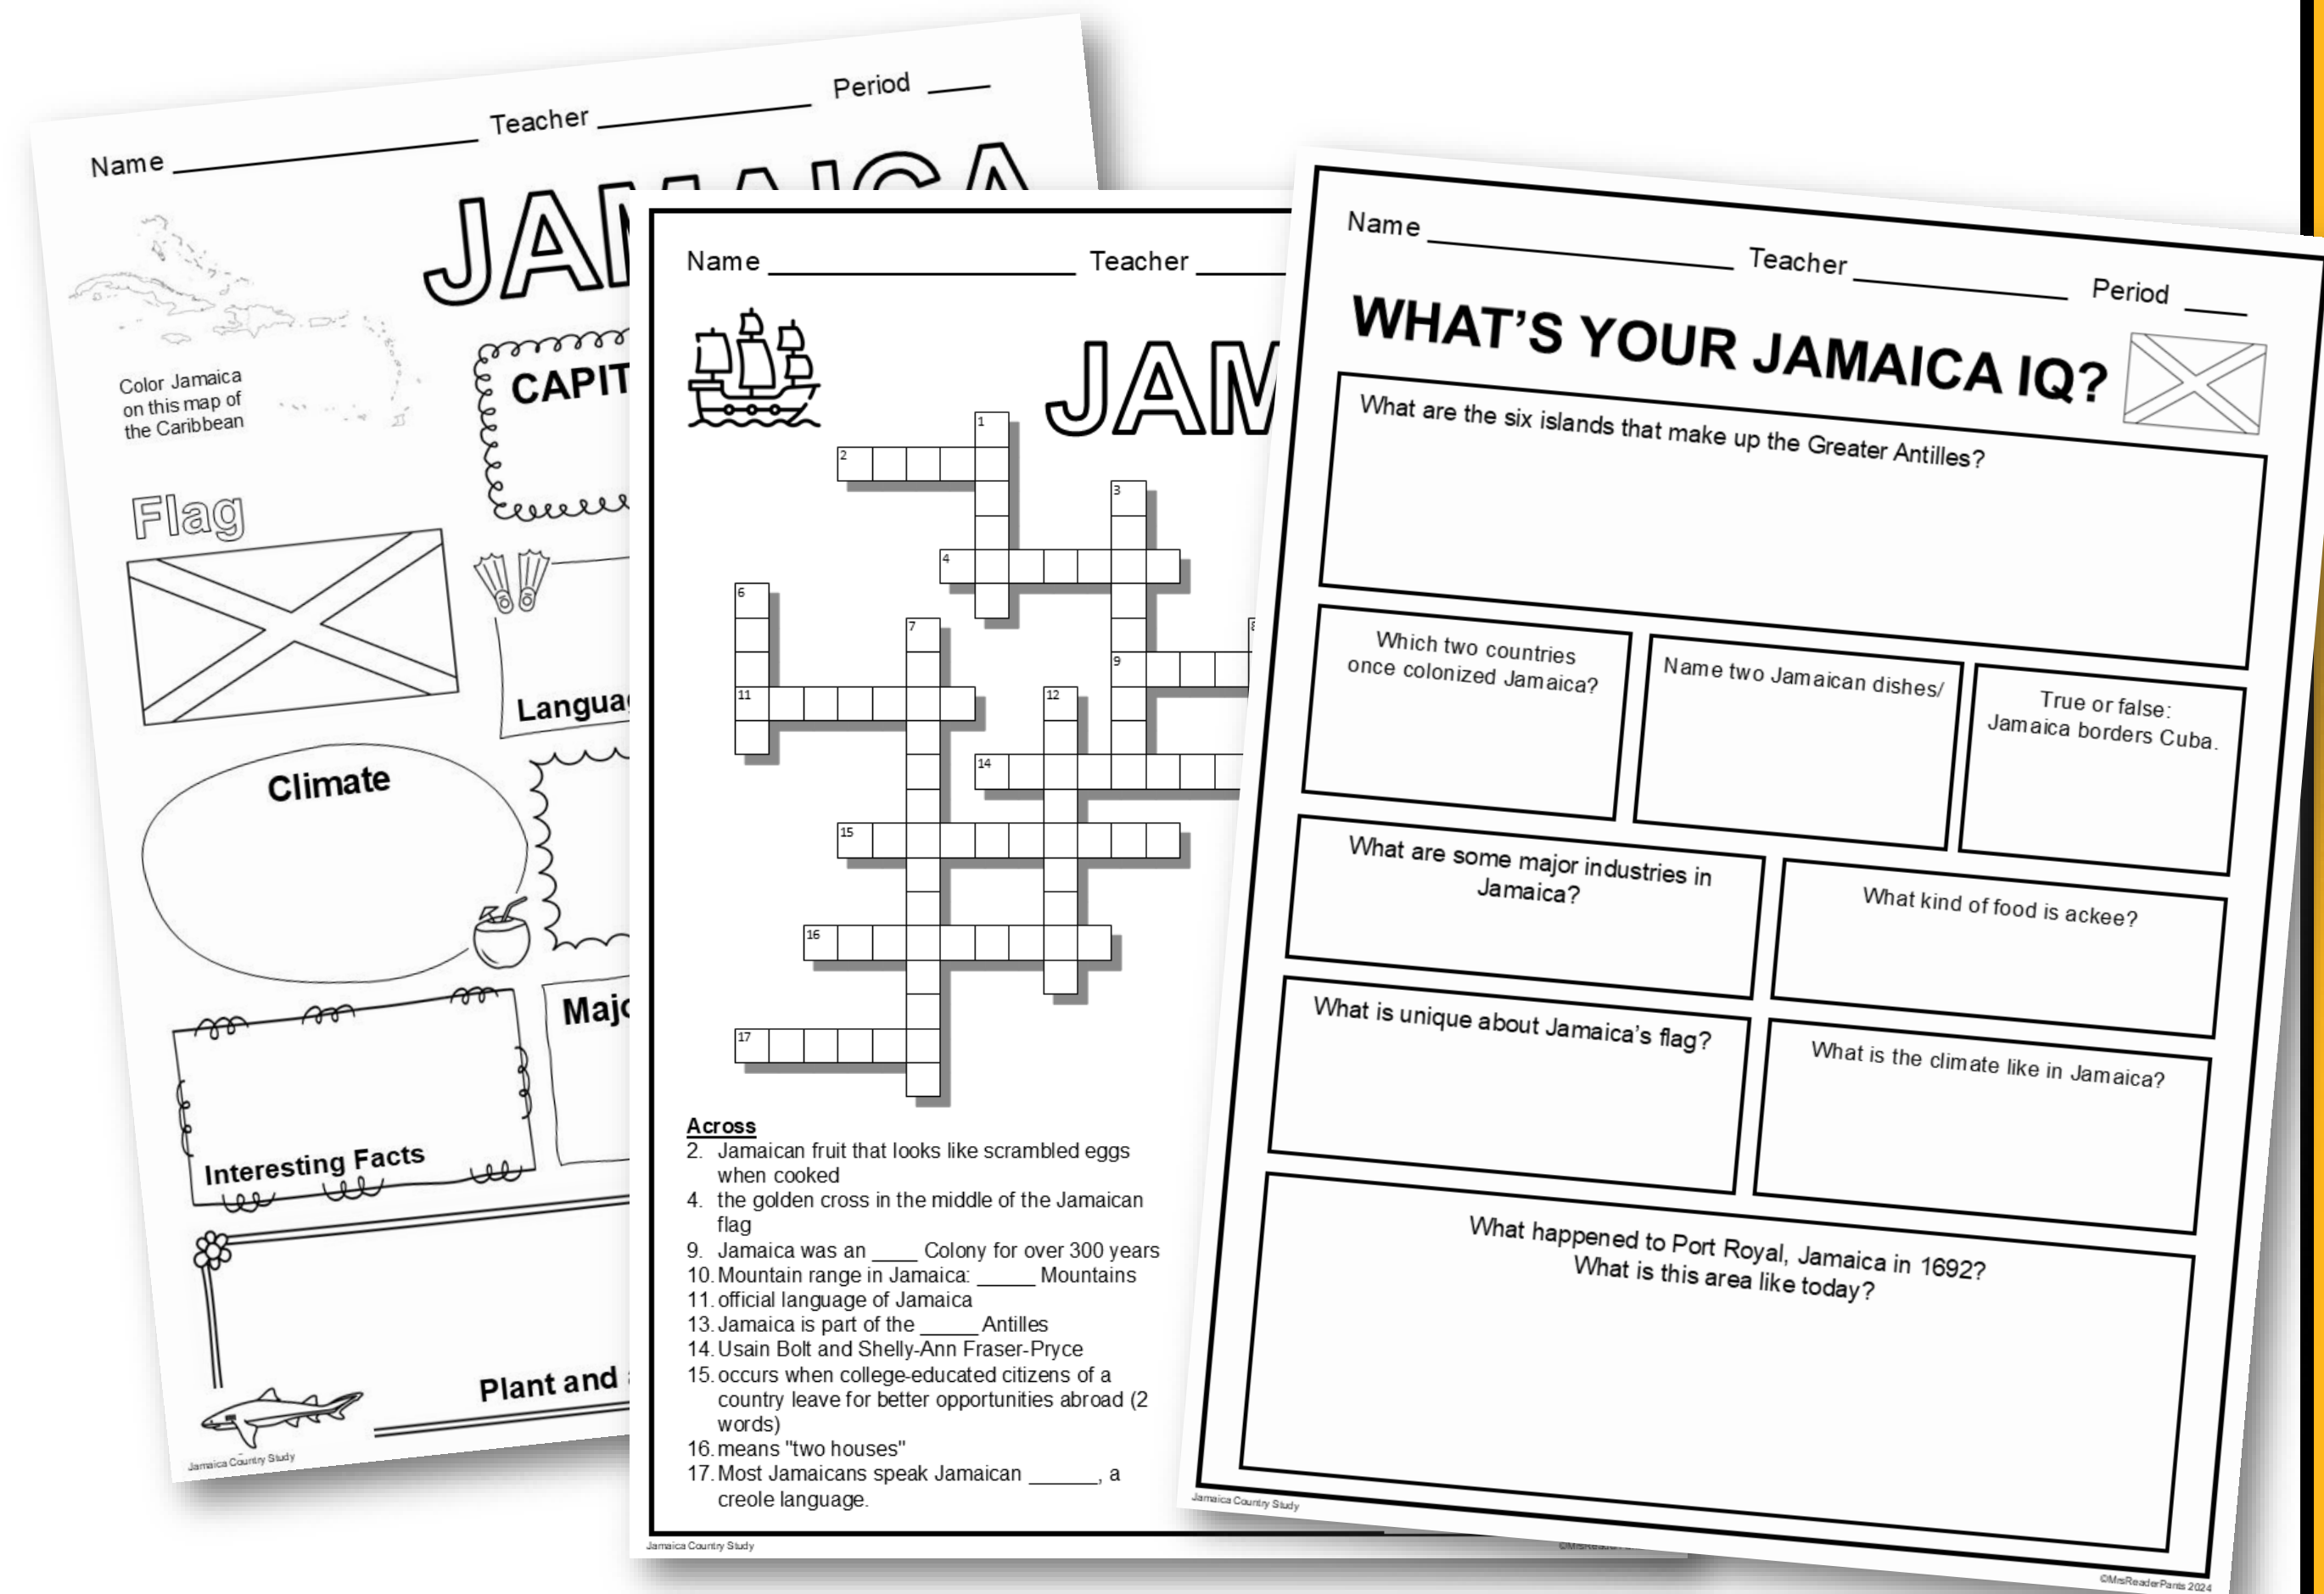 Name ____ Teacher ____ Period ____
JAMAICA
Color Jamaica
on this map of
the Caribbean
Flag
Climate
Interesting Facts
Plant and
Jamaica Country Study
Name ____ Teacher ____
JAM
1
2
3
4
6
7
9
11
12
14
15
16
17
Across
2. Jamaican fruit that looks like scrambled eggs
when cooked
4. the golden cross in the middle of the Jamaican
flag
9. Jamaica was an ____ Colony for over 300 years
10. Mountain range in Jamaica: _____ Mountains
11. official language of Jamaica
13. Jamaica is part of the _____ Antilles
14. Usain Bolt and Shelly-Ann Fraser-Pryce
15. occurs when college-educated citizens of a
country leave for better opportunities abroad (2
words)
16. means "two houses"
17. Most Jamaicans speak Jamaican ______, a
creole language.
Jamaica Country Study
Name ____ Teacher ____ Period ____
WHAT'S YOUR JAMAICA IQ?
What are the six islands that make up the Greater Antilles?
Which two countries
once colonized Jamaica?
Name two Jamaican dishes/
True or false:
Jamaica borders Cuba.
What are some major industries in
Jamaica?
What kind of food is ackee?
What is unique about Jamaica's flag?
What is the climate like in Jamaica?
What happened to Port Royal, Jamaica in 1692?
What is this area like today?
Jamaica Country Study
©MrsReaderPants 2024